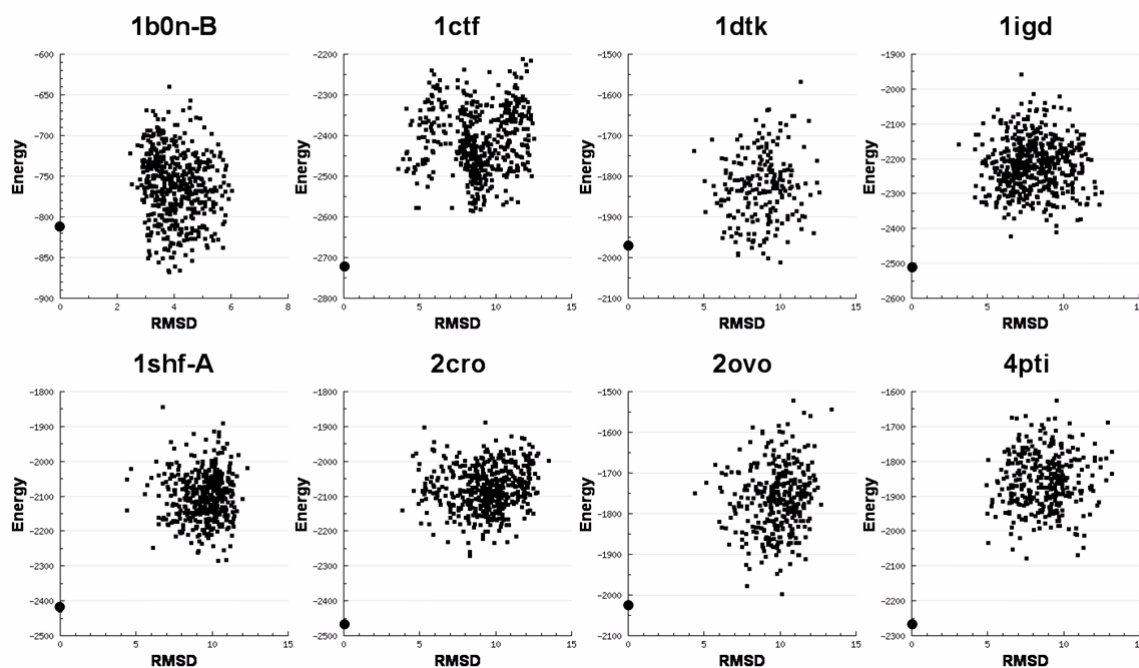 1b0n-B 1ctf 1dtk 1igd
-600 -650 -700 -750 -800 -850 -900
Energy
0 2 4 6 8
RMSD
-2200 -2300 -2400 -2500 -2600 -2700 -2800
Energy
0 5 10 15
RMSD
-1500 -1600 -1700 -1800 -1900 -2000 -2100
Energy
0 5 10 15
RMSD
-1900 -2000 -2100 -2200 -2300 -2400 -2500 -2600
Energy
0 5 10 15
RMSD
1shf-A 2cro 2ovo 4pti
-1800 -1900 -2000 -2100 -2200 -2300 -2400 -2500
Energy
0 5 10 15
RMSD
-1800 -1900 -2000 -2100 -2200 -2300 -2400 -2500
Energy
0 5 10 15
RMSD
-1500 -1600 -1700 -1800 -1900 -2000 -2100
Energy
0 5 10 15
RMSD
-1600 -1700 -1800 -1900 -2000 -2100 -2200 -2300
Energy
0 5 10 15
RMSD